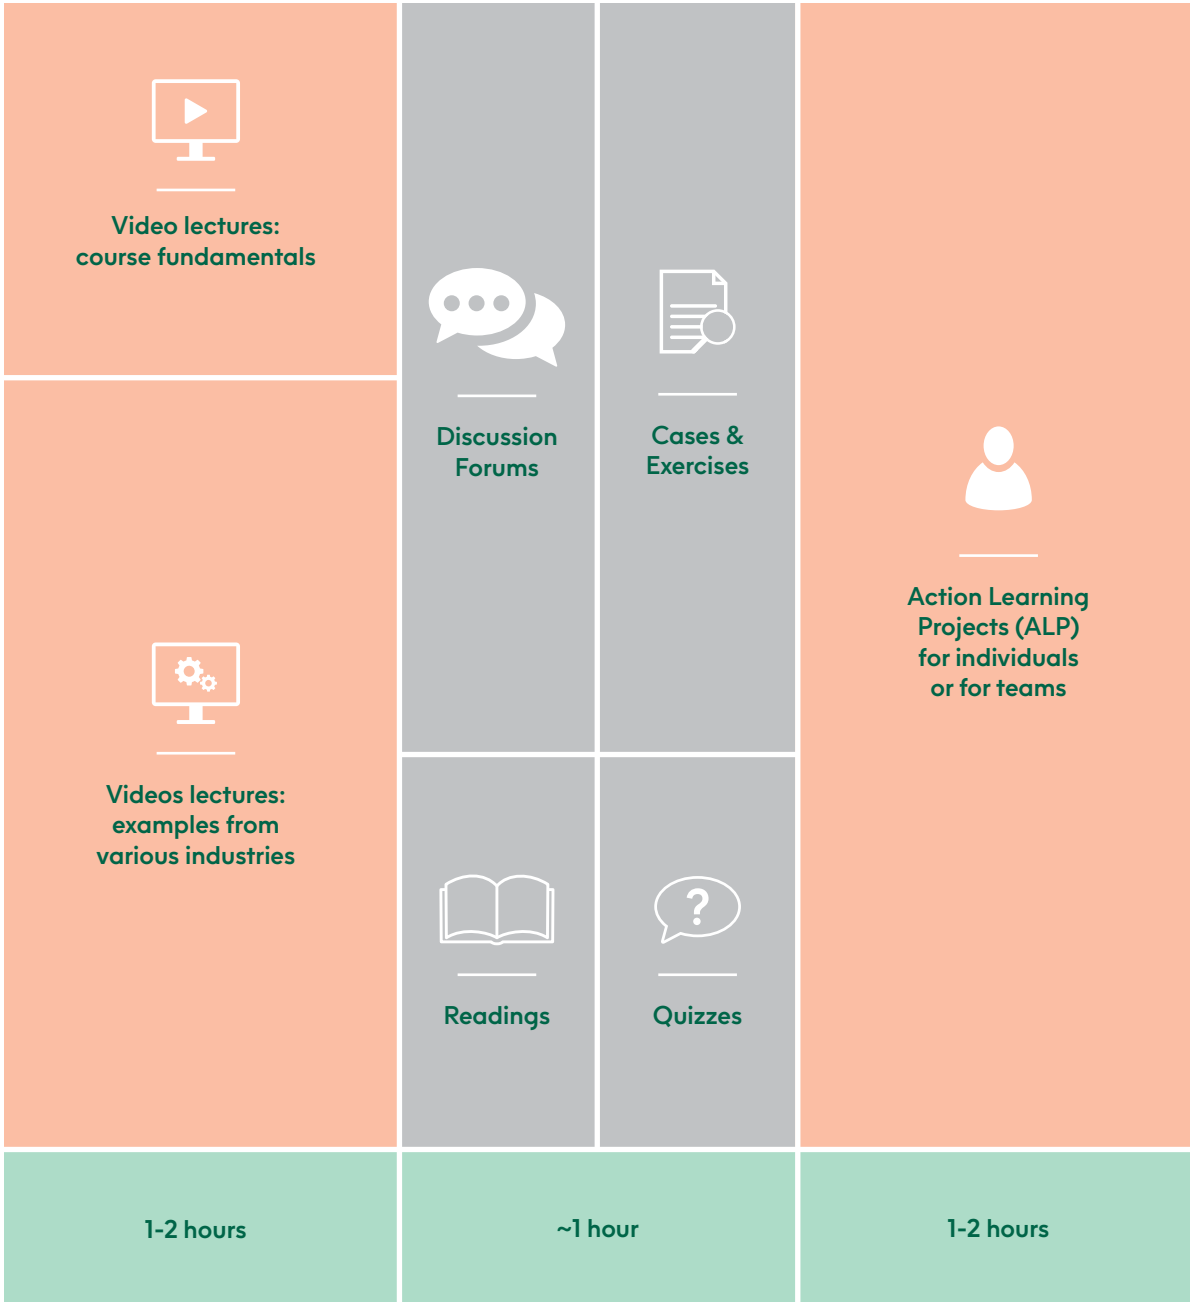 Video lectures:
course fundamentals
Videos lectures:
examples from
various industries
Discussion
Forums
Cases &
Exercises
Readings
?
Quizzes
Action Learning
Projects (ALP)
for individuals
or for teams
1-2 hours
~1 hour
1-2 hours